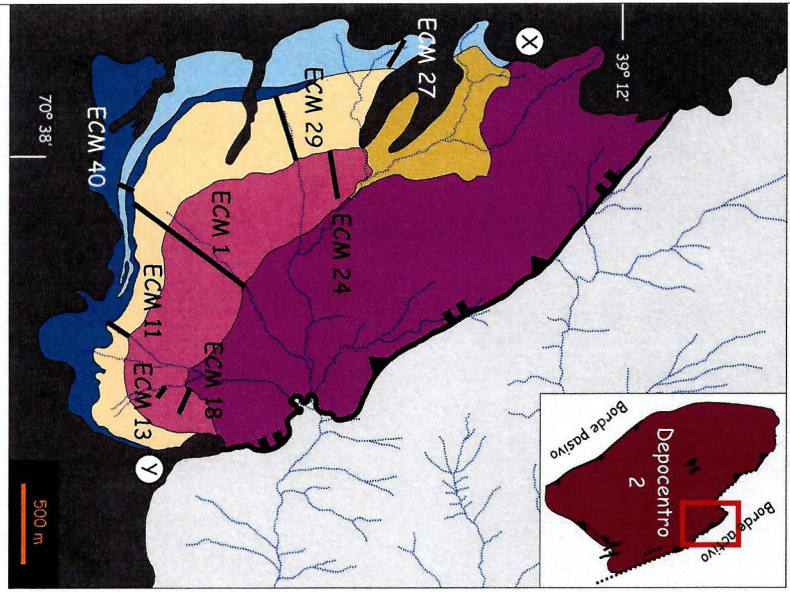 X
39° 12'
ECM 27
ECM 29
70° 38'
ECM 40
ECM 1
ECM 24
ECM 11
ECM 18
ECM 13
Y
500 m
Borde pasivo
Depocentro
2
Borde activo